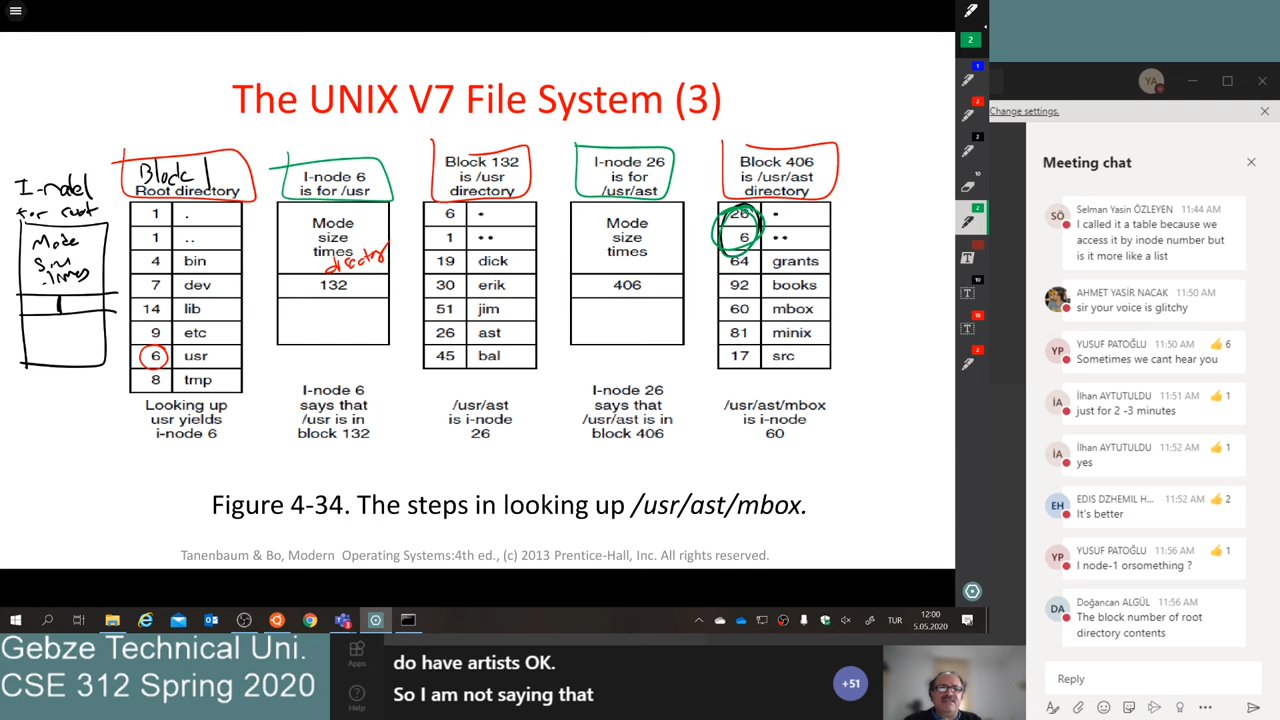 The UNIX V7 File System (3)
I-node
for root
Mode
Size
times
Block 1
Root directory
1 .
1 ..
4 bin
7 dev
14 lib
9 etc
6 usr
8 tmp
Looking up
usr yields
i-node 6
I-node 6
is for /usr
Mode
size
times
directory
132
I-node 6
says that
/usr is in
block 132
Block 132
is /usr
directory
6 •
1 ••
19 dick
30 erik
51 jim
26 ast
45 bal
/usr/ast
is i-node
26
I-node 26
is for
/usr/ast
Mode
size
times
406
I-node 26
says that
/usr/ast is in
block 406
Block 406
is /usr/ast
directory
26 •
6 ••
64 grants
92 books
60 mbox
81 minix
17 src
/usr/ast/mbox
is i-node
60
Figure 4-34. The steps in looking up /usr/ast/mbox.
Tanenbaum & Bo, Modern Operating Systems:4th ed., (c) 2013 Prentice-Hall, Inc. All rights reserved.
2
1
2
2
2
10
18
2
YA
Change settings.
Meeting chat
SÖ
Selman Yasin ÖZLEYEN 11:44 AM
I called it a table because we
access it by inode number but
is it more like a list
AHMET YASİR NACAK 11:50 AM
sir your voice is glitchy
YP
YUSUF PATOĞLU 11:50 AM 6
Sometimes we cant hear you
İA
İlhan AYTUTULDU 11:51 AM 1
just for 2 -3 minutes
İA
İlhan AYTUTULDU 11:52 AM 1
yes
EH
EDIS DZHEMIL H... 11:52 AM 2
It's better
YP
YUSUF PATOĞLU 11:56 AM 1
I node-1 orsomething ?
DA
Doğancan ALGÜL 11:56 AM
The block number of root
directory contents
Reply
TUR
12:00
5.05.2020
Gebze Technical Uni.
CSE 312 Spring 2020
Apps
Help
do have artists OK.
So I am not saying that
+51